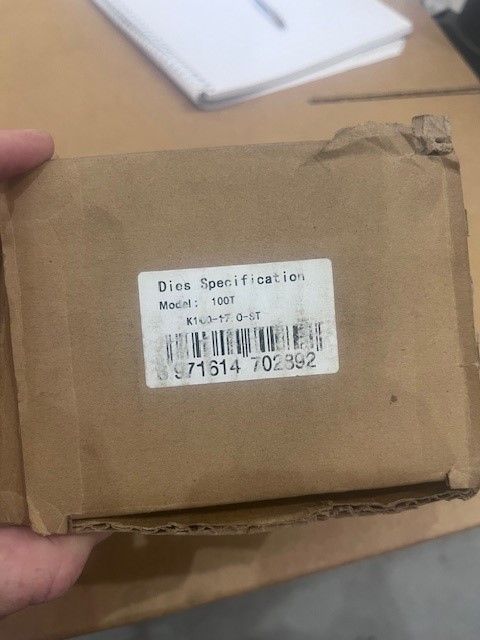 Dies Specification
Model: 100T
971614 702892